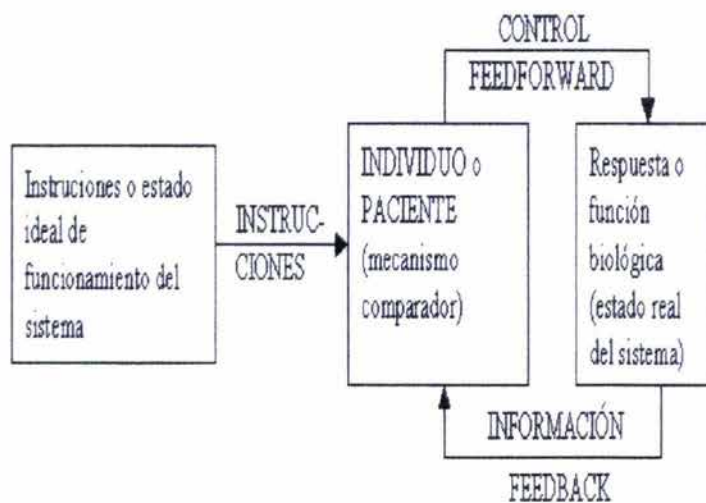 CONTROL
FEEDFORWARD
Instruciones o estado
ideal de
funcionamiento del
sistema
INSTRUC-
CIONES
INDIVIDUO o
PACIENTE
(mecanismo
comparador)
Respuesta o
función
biológica
(estado real
del sistema)
INFORMACIÓN
FEEDBACK